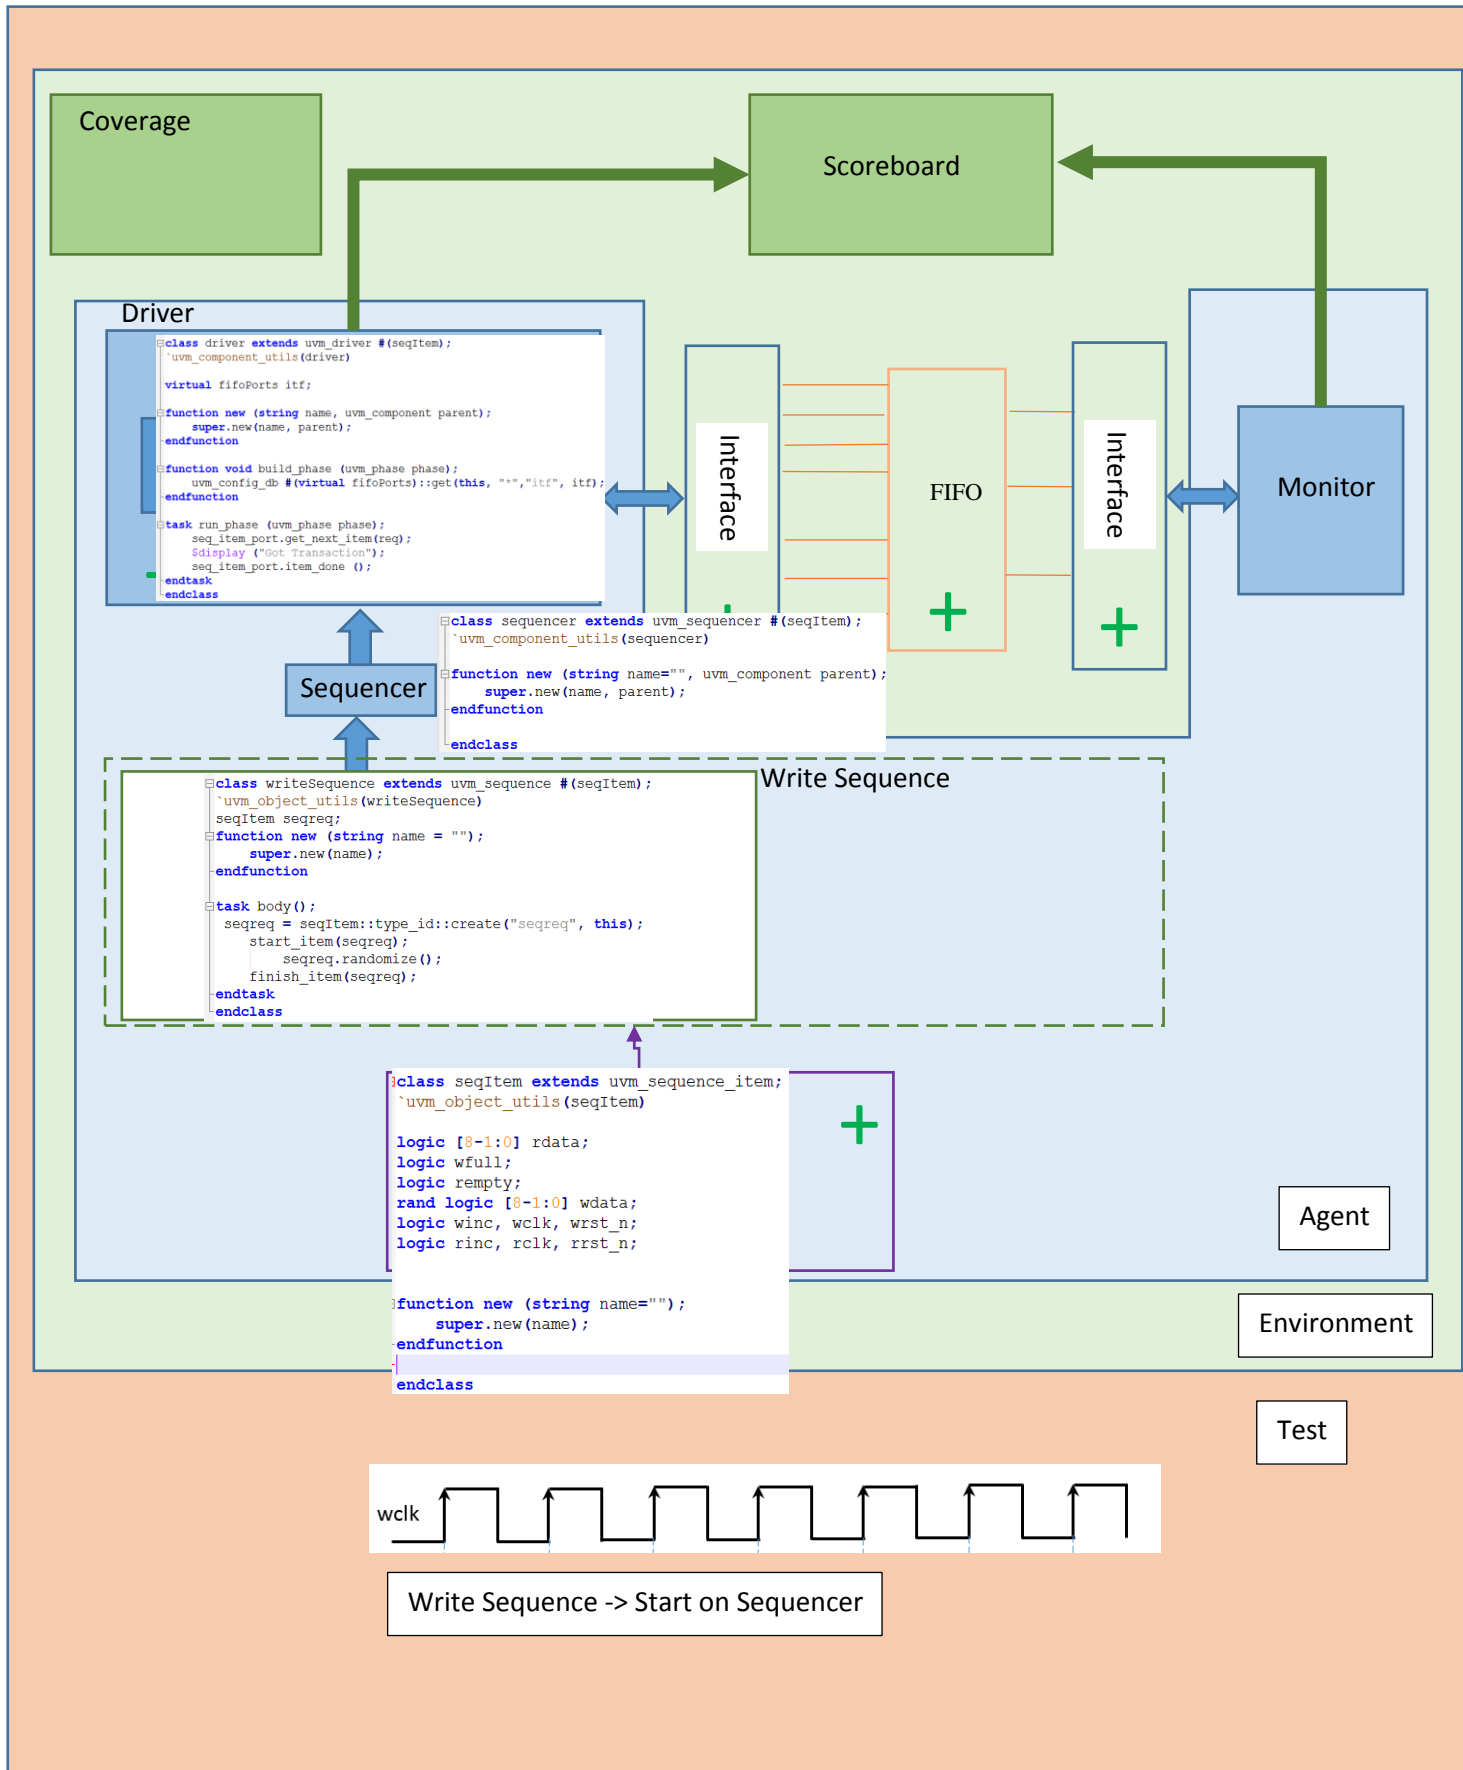 Coverage
Scoreboard
Driver
class driver extends uvm_driver #(seqItem);
`uvm_component_utils(driver)
virtual fifoPorts itf;
function new (string name, uvm_component parent);
super.new(name, parent);
endfunction
function void build_phase (uvm_phase phase);
uvm_config_db #(virtual fifoPorts)::get(this, "*","itf", itf);
endfunction
task run_phase (uvm_phase phase);
seq_item_port.get_next_item(req);
$display ("Got Transaction");
seq_item_port.item_done ();
endtask
endclass
Interface
FIFO
Interface
Monitor
Sequencer
class sequencer extends uvm_sequencer #(seqItem);
`uvm_component_utils(sequencer)
function new (string name="", uvm_component parent);
super.new(name, parent);
endfunction
endclass
Write Sequence
class writeSequence extends uvm_sequence #(seqItem);
`uvm_object_utils(writeSequence)
seqItem seqreq;
function new (string name = "");
super.new(name);
endfunction
task body();
seqreq = seqItem::type_id::create("seqreq", this);
start_item(seqreq);
seqreq.randomize();
finish_item(seqreq);
endtask
endclass
class seqItem extends uvm_sequence_item;
`uvm_object_utils(seqItem)
logic [8-1:0] rdata;
logic wfull;
logic rempty;
rand logic [8-1:0] wdata;
logic winc, wclk, wrst_n;
logic rinc, rclk, rrst_n;
function new (string name="");
super.new(name);
endfunction
endclass
Agent
Environment
Test
wclk
Write Sequence -> Start on Sequencer